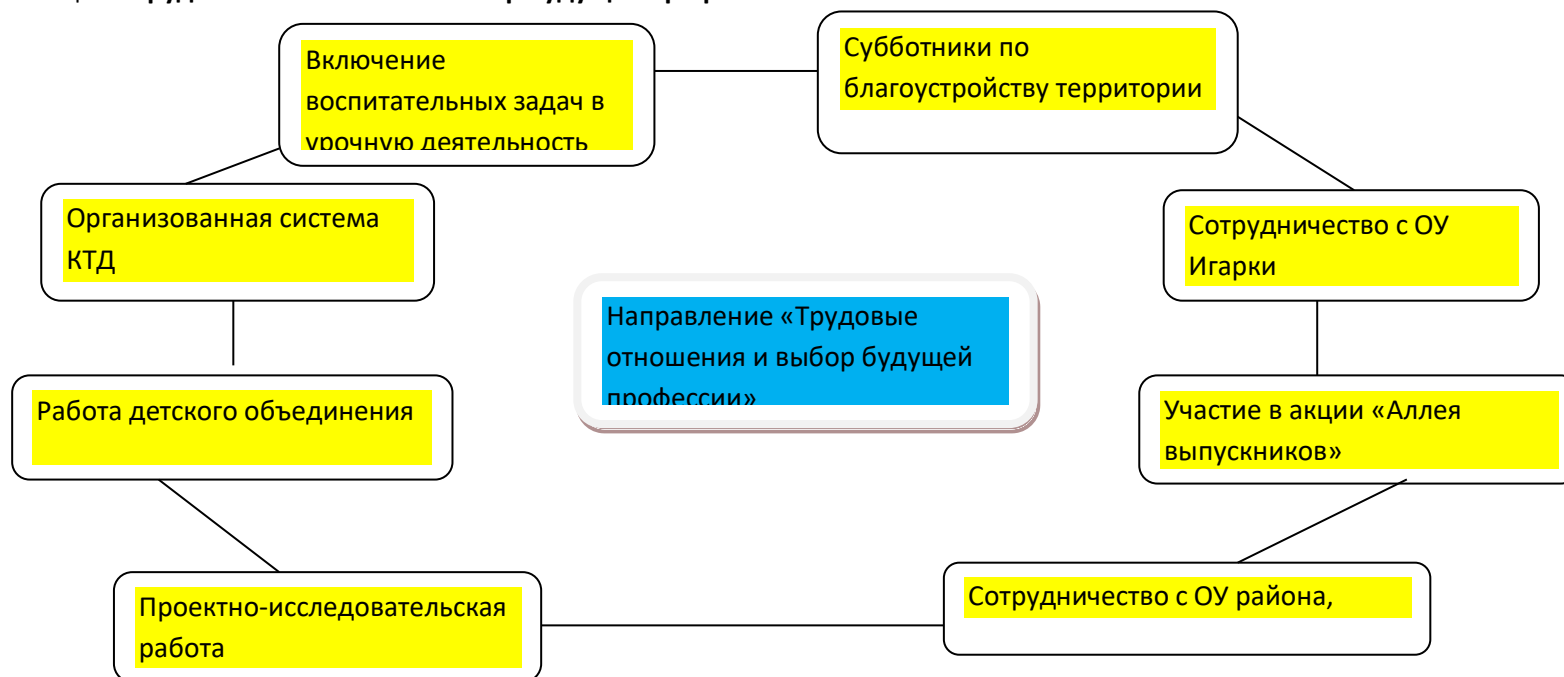 Включение
воспитательных задач в
урочную деятельность
Субботники по
благоустройству территории
Организованная система
КТД
Сотрудничество с ОУ
Игарки
Направление «Трудовые
отношения и выбор будущей
профессии»
Работа детского объединения
Участие в акции «Аллея
выпускников»
Проектно-исследовательская
работа
Сотрудничество с ОУ района,